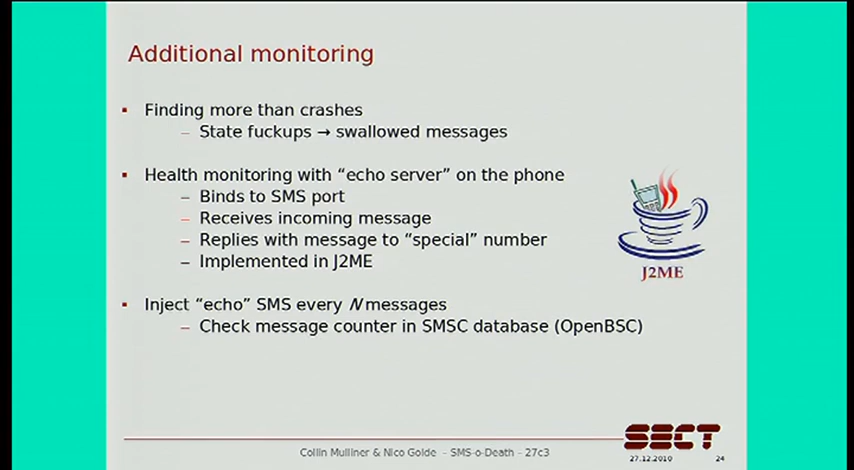 Additional monitoring
▪ Finding more than crashes
– State fuckups → swallowed messages
▪ Health monitoring with “echo server” on the phone
– Binds to SMS port
– Receives incoming message
– Replies with message to “special” number
– Implemented in J2ME
J2ME
▪ Inject “echo” SMS every N messages
– Check message counter in SMSC database (OpenBSC)
Collin Mulliner & Nico Golde - SMS-o-Death - 27c3
SECT
27.12.2010 24